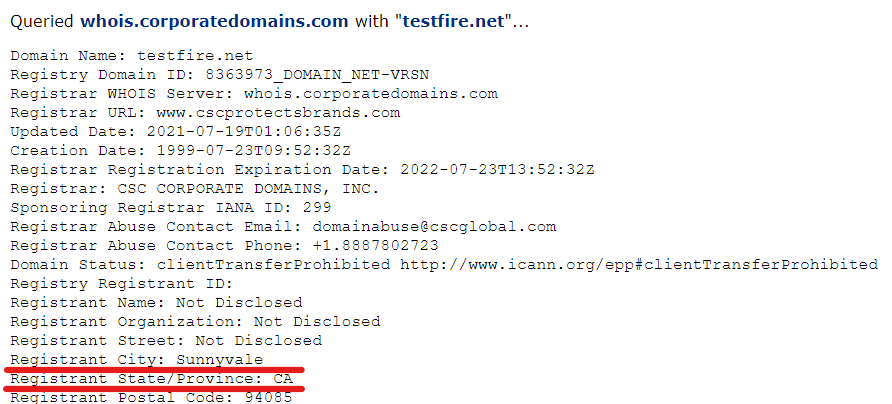 Queried whois.corporatedomains.com with "testfire.net"...
Domain Name: testfire.net
Registry Domain ID: 8363973_DOMAIN_NET-VRSN
Registrar WHOIS Server: whois.corporatedomains.com
Registrar URL: www.cscprotectsbrands.com
Updated Date: 2021-07-19T01:06:35Z
Creation Date: 1999-07-23T09:52:32Z
Registrar Registration Expiration Date: 2022-07-23T13:52:32Z
Registrar: CSC CORPORATE DOMAINS, INC.
Sponsoring Registrar IANA ID: 299
Registrar Abuse Contact Email: domainabuse@cscglobal.com
Registrar Abuse Contact Phone: +1.8887802723
Domain Status: clientTransferProhibited http://www.icann.org/epp#clientTransferProhibited
Registry Registrant ID:
Registrant Name: Not Disclosed
Registrant Organization: Not Disclosed
Registrant Street: Not Disclosed
Registrant City: Sunnyvale
Registrant State/Province: CA
Registrant Postal Code: 94085